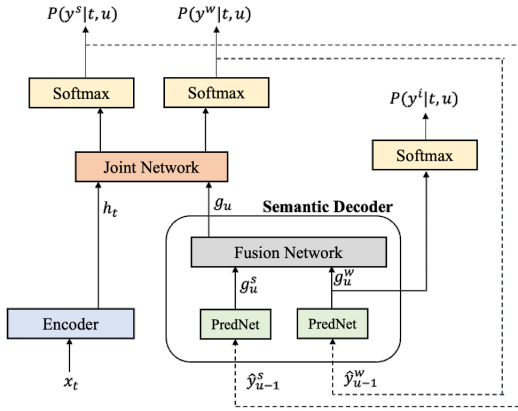 P(y^s|t, u)
P(y^w|t, u)
Softmax
Softmax
P(y^i|t, u)
Softmax
Joint Network
h_t
g_u
Semantic Decoder
Fusion Network
g_u^s
g_u^w
Encoder
PredNet
PredNet
x_t
ŷ_{u-1}^s
ŷ_{u-1}^w